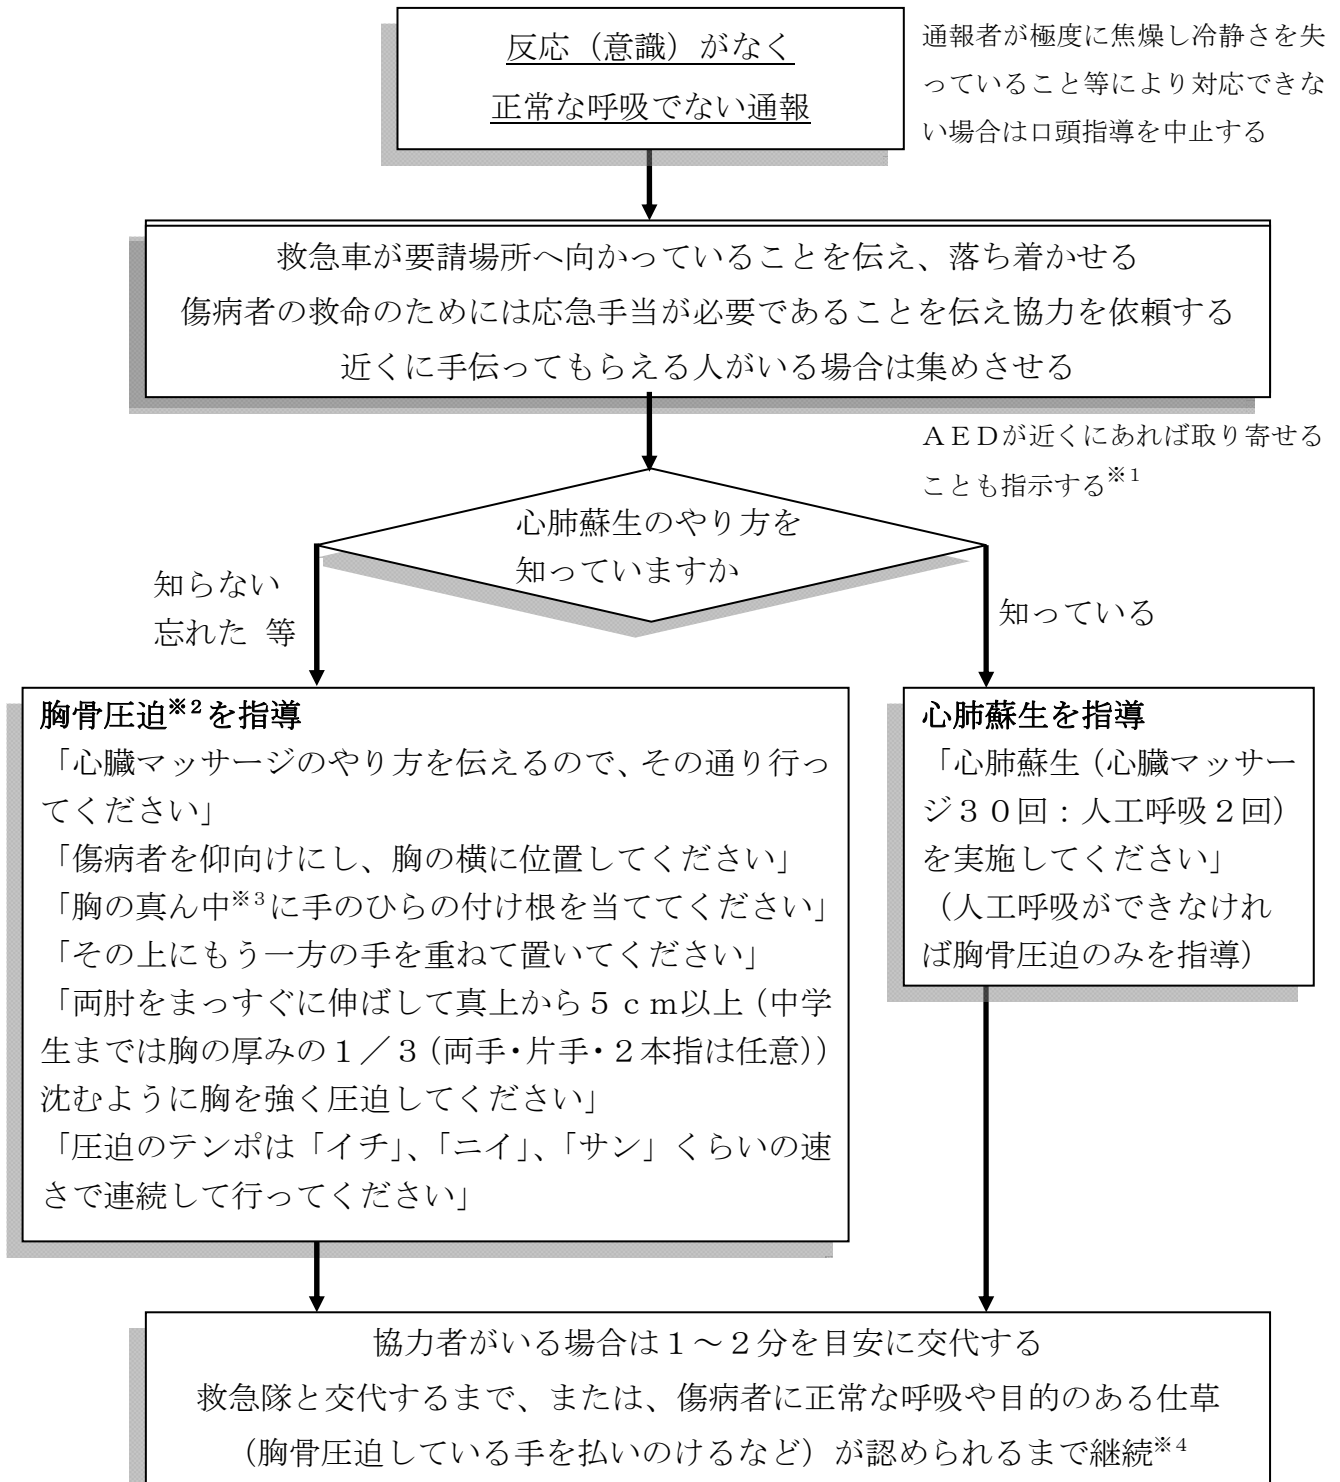 反応（意識）がなく
正常な呼吸でない通報
通報者が極度に焦燥し冷静さを失
っていること等により対応できな
い場合は口頭指導を中止する
救急車が要請場所へ向かっていることを伝え、落ち着かせる
傷病者の救命のためには応急手当が必要であることを伝え協力を依頼する
近くに手伝ってもらえる人がいる場合は集めさせる
ＡＥＤが近くにあれば取り寄せる
ことも指示する※１
心肺蘇生のやり方を
知っていますか
知らない
忘れた 等
知っている
胸骨圧迫※２を指導
「心臓マッサージのやり方を伝えるので、その通り行っ
てください」
「傷病者を仰向けにし、胸の横に位置してください」
「胸の真ん中※３に手のひらの付け根を当ててください」
「その上にもう一方の手を重ねて置いてください」
「両肘をまっすぐに伸ばして真上から５ｃｍ以上（中学
生までは胸の厚みの１／３（両手・片手・２本指は任意））
沈むように胸を強く圧迫してください」
「圧迫のテンポは「イチ」、「ニイ」、「サン」くらいの速
さで連続して行ってください」
心肺蘇生を指導
「心肺蘇生（心臓マッサー
ジ３０回：人工呼吸２回）
を実施してください」
（人工呼吸ができなけれ
ば胸骨圧迫のみを指導）
協力者がいる場合は１～２分を目安に交代する
救急隊と交代するまで、または、傷病者に正常な呼吸や目的のある仕草
（胸骨圧迫している手を払いのけるなど）が認められるまで継続※４